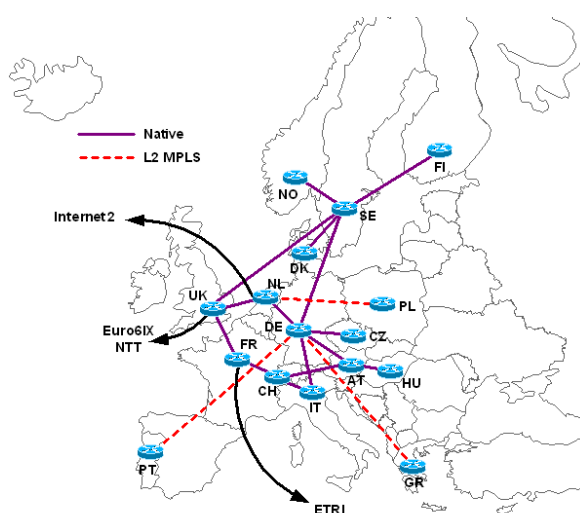 Native
L2 MPLS
FI
NO
SE
Internet2
DK
NL
UK
PL
Euro6IX
NTT
DE
CZ
FR
AT
HU
CH
IT
PT
GR
ETRI